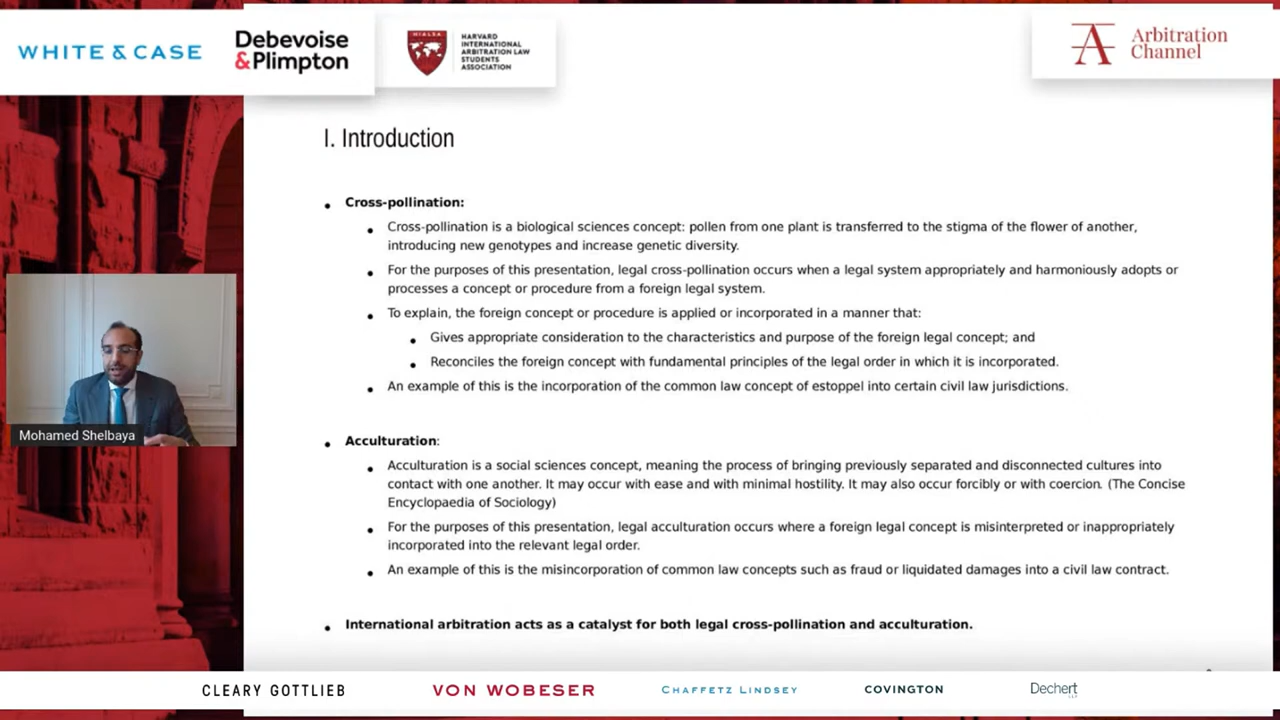 WHITE & CASE
Debevoise
&Plimpton
HIALSA
HARVARD
INTERNATIONAL
ARBITRATION LAW
STUDENTS
ASSOCIATION
Arbitration
Channel
I. Introduction
• Cross-pollination:
• Cross-pollination is a biological sciences concept: pollen from one plant is transferred to the stigma of the flower of another,
introducing new genotypes and increase genetic diversity.
• For the purposes of this presentation, legal cross-pollination occurs when a legal system appropriately and harmoniously adopts or
processes a concept or procedure from a foreign legal system.
• To explain, the foreign concept or procedure is applied or incorporated in a manner that:
• Gives appropriate consideration to the characteristics and purpose of the foreign legal concept; and
• Reconciles the foreign concept with fundamental principles of the legal order in which it is incorporated.
• An example of this is the incorporation of the common law concept of estoppel into certain civil law jurisdictions.
• Acculturation:
• Acculturation is a social sciences concept, meaning the process of bringing previously separated and disconnected cultures into
contact with one another. It may occur with ease and with minimal hostility. It may also occur forcibly or with coercion. (The Concise
Encyclopaedia of Sociology)
• For the purposes of this presentation, legal acculturation occurs where a foreign legal concept is misinterpreted or inappropriately
incorporated into the relevant legal order.
• An example of this is the misincorporation of common law concepts such as fraud or liquidated damages into a civil law contract.
• International arbitration acts as a catalyst for both legal cross-pollination and acculturation.
Mohamed Shelbaya
CLEARY GOTTLIEB
VON WOBESER
CHAFFETZ LINDSEY
COVINGTON
Dechert
LLP